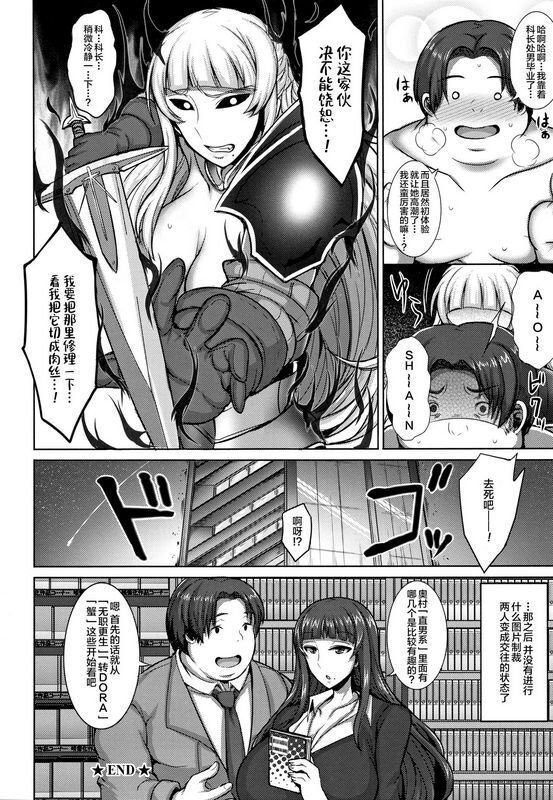 哈啊哈啊…我靠着
科长处男毕业了…
はぁ
はぁ
而且居然初体验
就让她高潮了…
我还蛮厉害的嘛…?
你这家伙
决不能饶恕…!
科·科长
稍微冷静一
下…?
我要把那里修理一下…
看我把它切成肉丝…!
A~O~
SH~A~N
去死吧——!
ドゴ
啊呀!?
…那之后并没有进行
什么图片制裁
两人变成交往的状态了
奥村「直男系」里面有
哪几个是比较有趣的?
嗯 首先的话就从
「无职更生」「转DORA」
「蟹」这些开始看吧
★END★